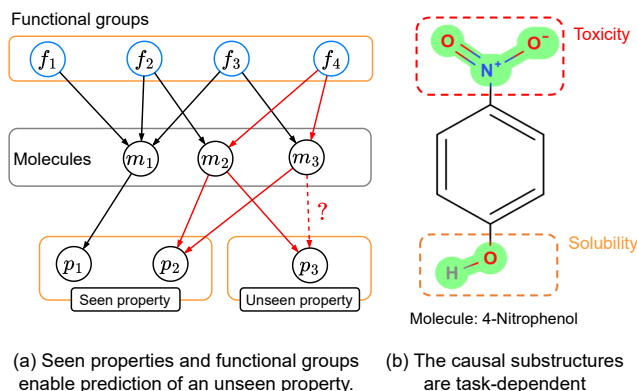 Functional groups
f₁ f₂ f₃ f₄
Molecules
m₁ m₂ m₃
?
p₁ p₂ p₃
Seen property
Unseen property
(a) Seen properties and functional groups
enable prediction of an unseen property.
Toxicity
O O⁻
N⁺
Solubility
H O
Molecule: 4-Nitrophenol
(b) The causal substructures
are task-dependent